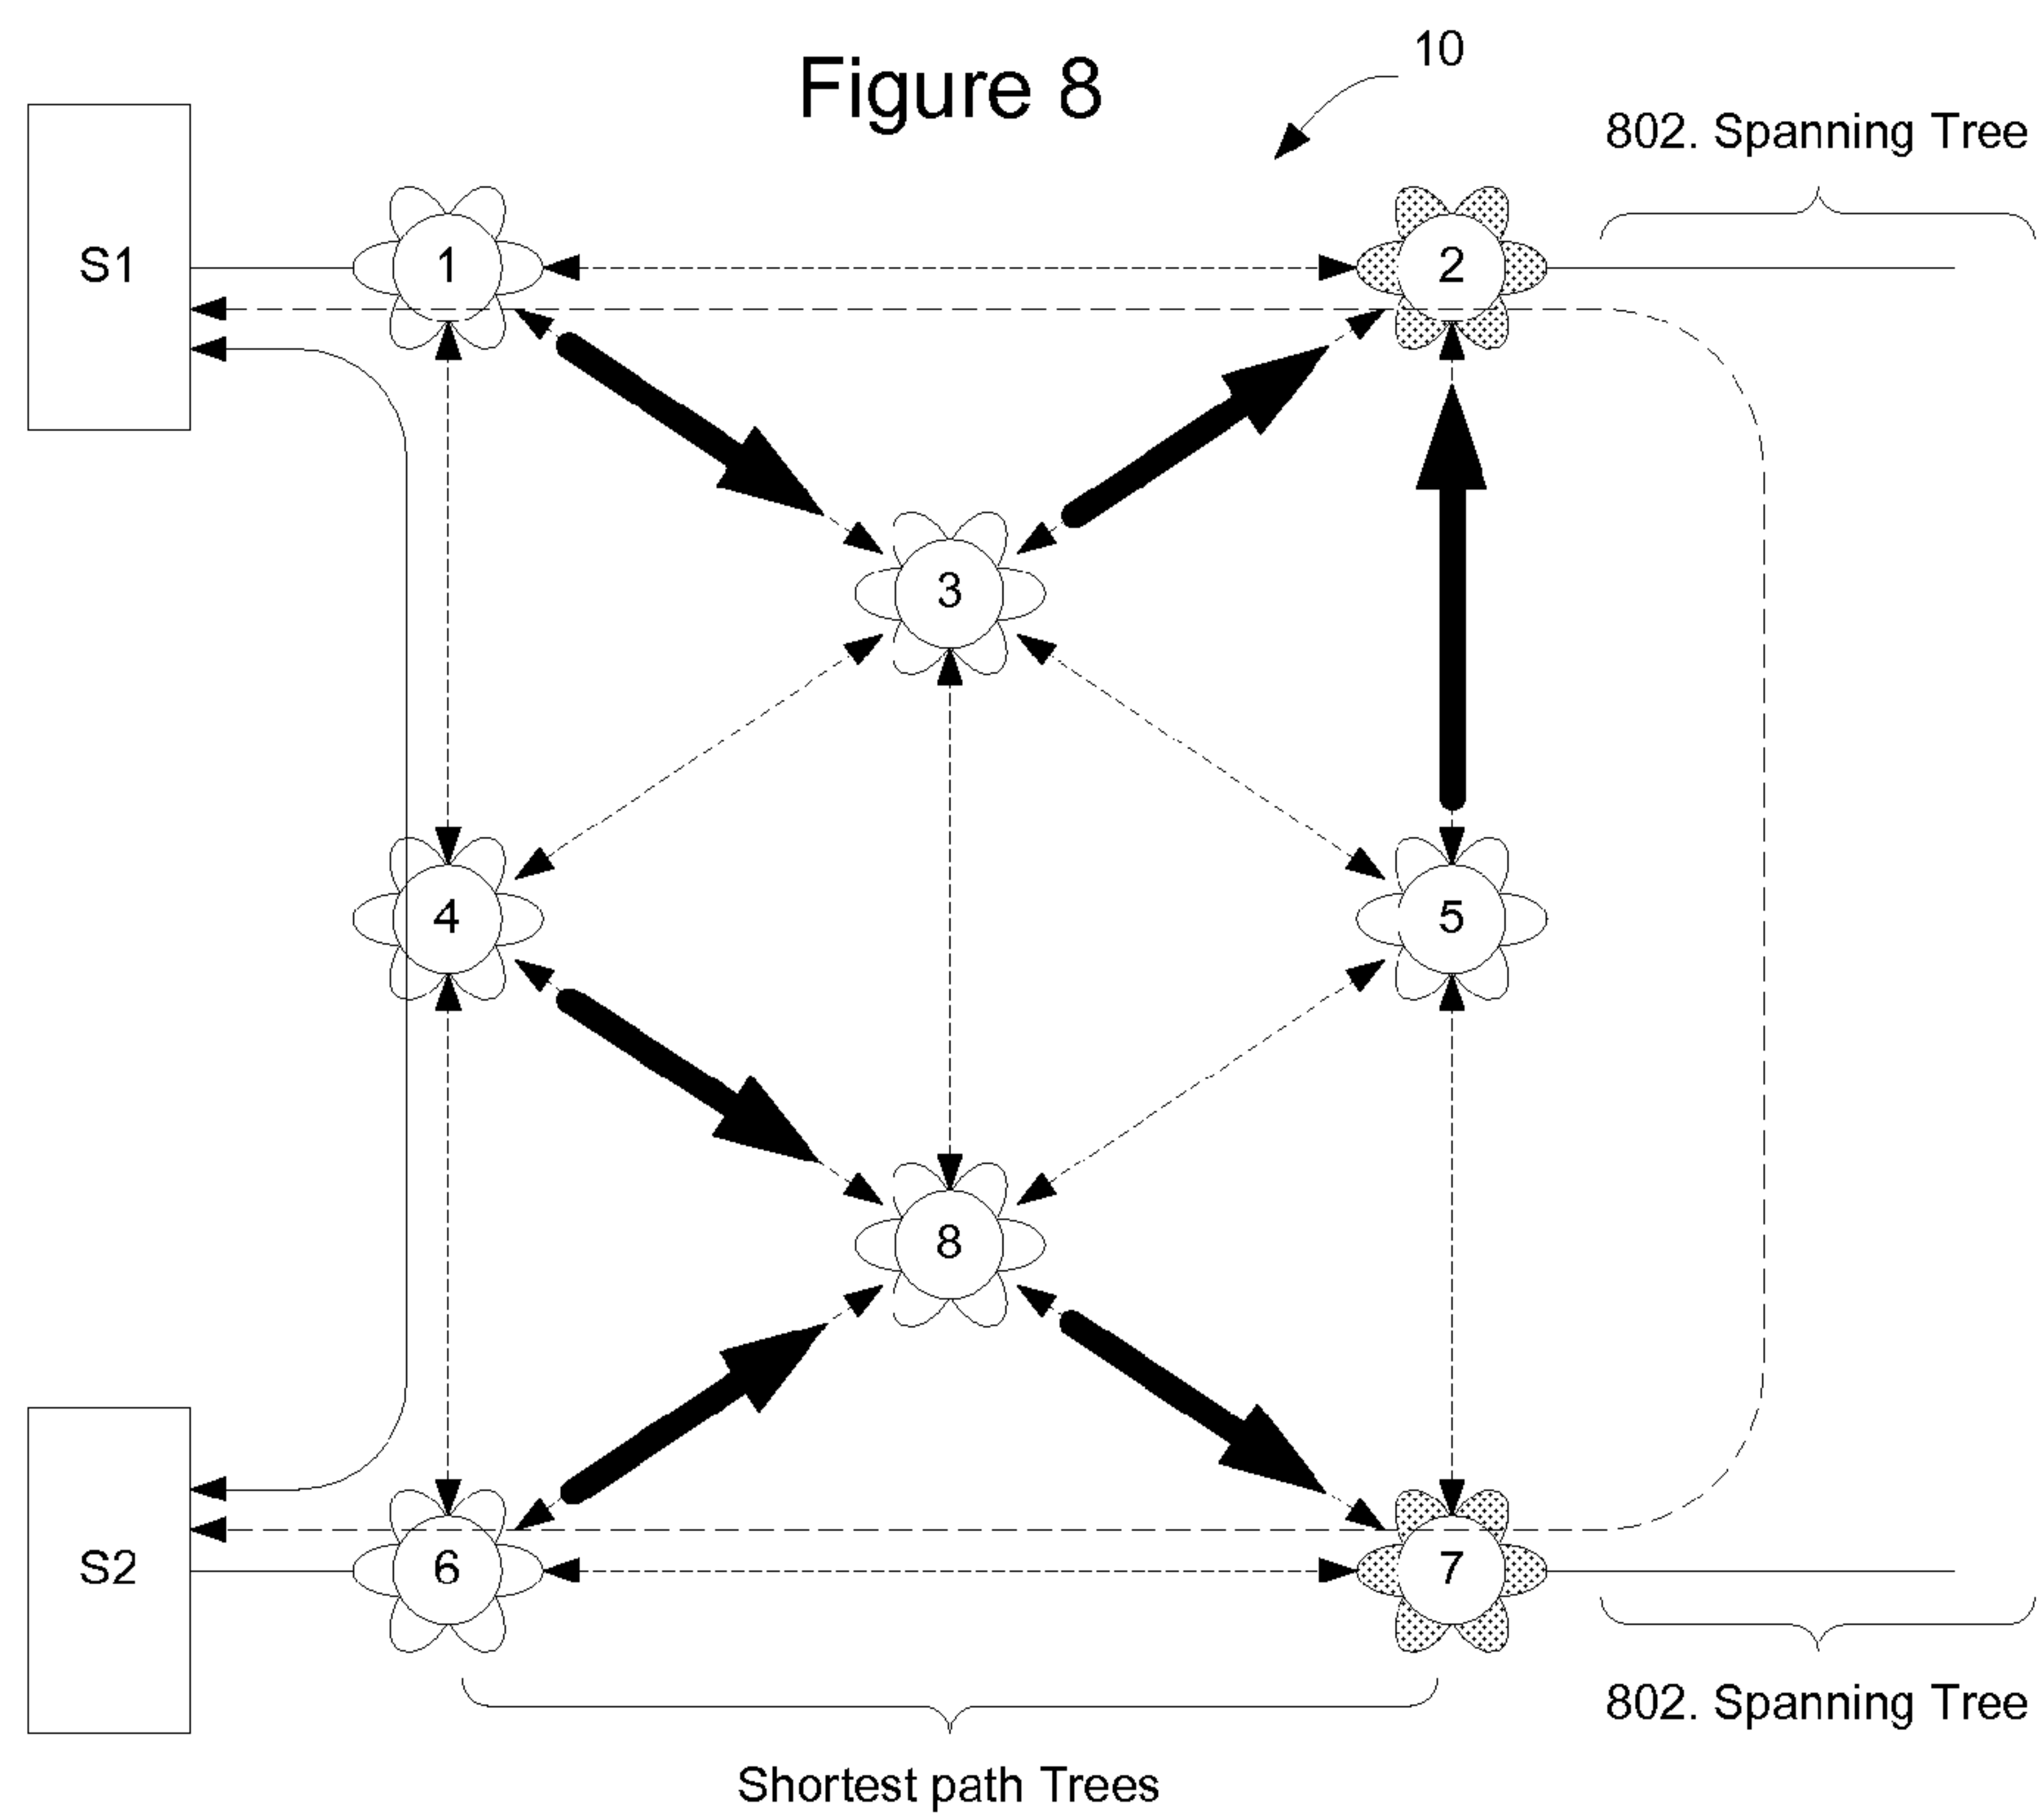 Figure 8
10
802. Spanning Tree
S1
1
2
3
4
5
8
S2
6
7
802. Spanning Tree
Shortest path Trees